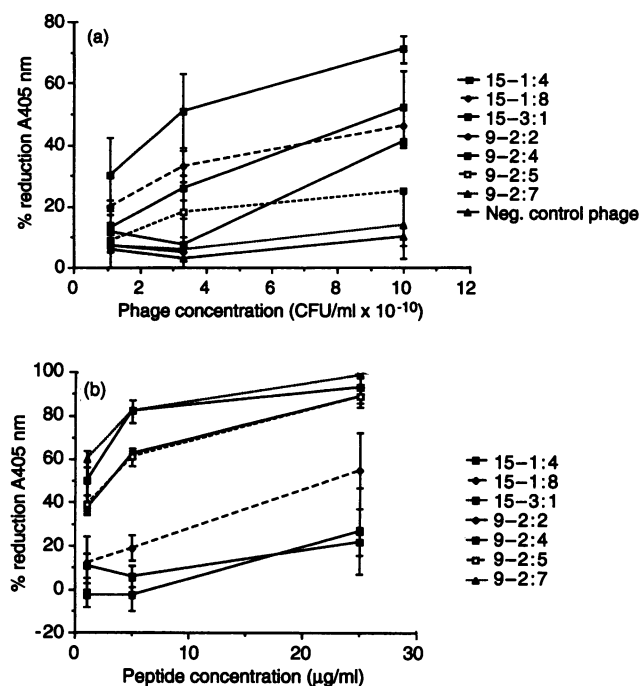 (a)
% reduction A405 nm
80
60
40
20
0
0 2 4 6 8 10 12
Phage concentration (CFU/ml x 10⁻¹⁰)
15–1:4
15–1:8
15–3:1
9–2:2
9–2:4
9–2:5
9–2:7
Neg. control phage
(b)
% reduction A405 nm
100
80
60
40
20
0
-20
0 10 20 30
Peptide concentration (μg/ml)
15–1:4
15–1:8
15–3:1
9–2:2
9–2:4
9–2:5
9–2:7